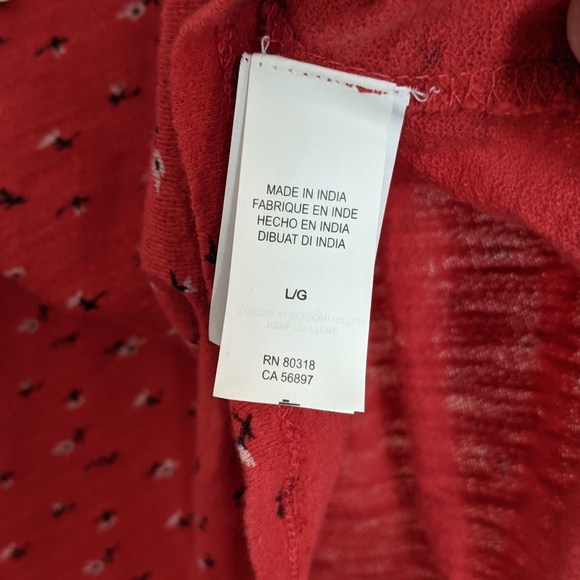 MADE IN INDIA
FABRIQUE EN INDE
HECHO EN INDIA
DIBUAT DI INDIA
L/G
RN 80318
CA 56897